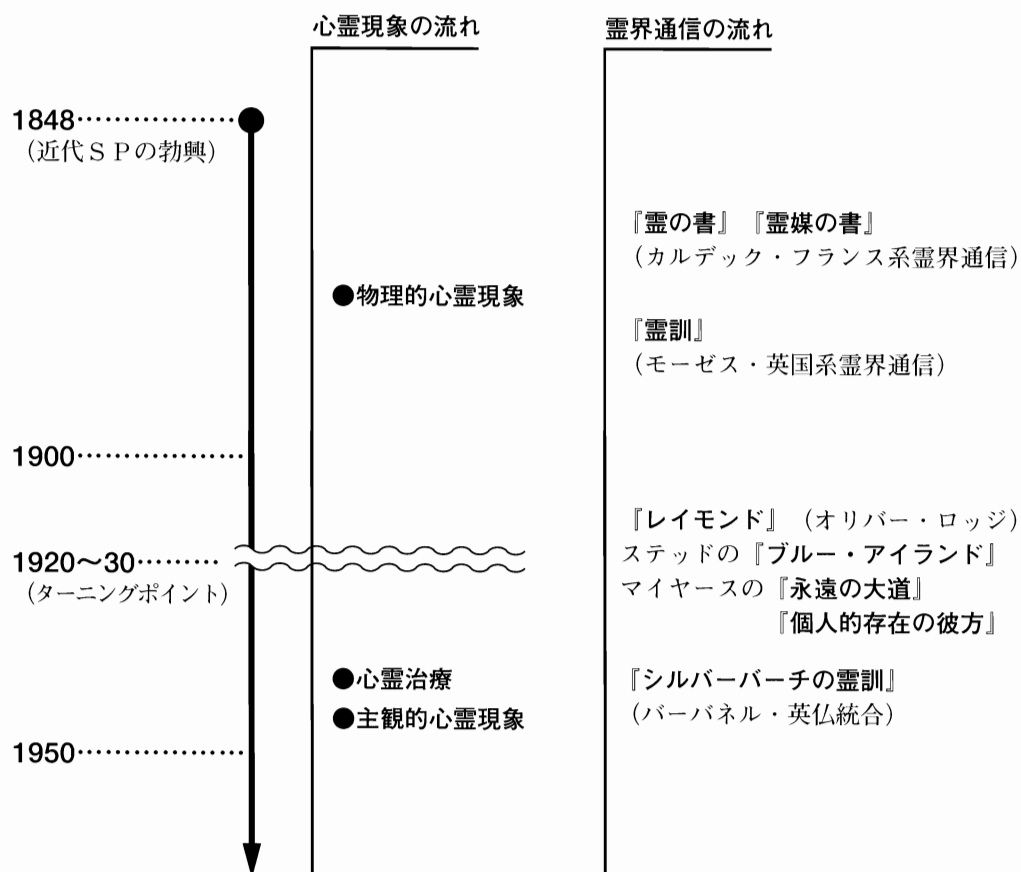 心霊現象の流れ
霊界通信の流れ
1848………………
（近代ＳＰの勃興）
『霊の書』『霊媒の書』
（カルデック・フランス系霊界通信）
●物理的心霊現象
『霊訓』
（モーゼス・英国系霊界通信）
1900………………
『レイモンド』（オリバー・ロッジ）
1920～30………
ステッドの『ブルー・アイランド』
（ターニングポイント）
マイヤースの『永遠の大道』
『個人的存在の彼方』
●心霊治療
『シルバーバーチの霊訓』
●主観的心霊現象
（バーバネル・英仏統合）
1950………………